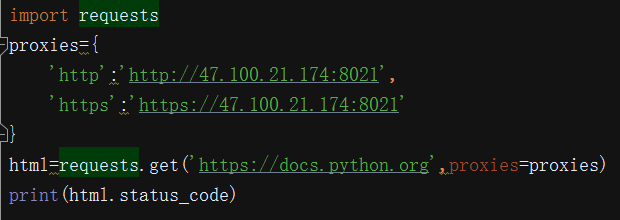 import requests
proxies={
    'http':'http://47.100.21.174:8021',
    'https':'https://47.100.21.174:8021'
}
html=requests.get('https://docs.python.org',proxies=proxies)
print(html.status_code)